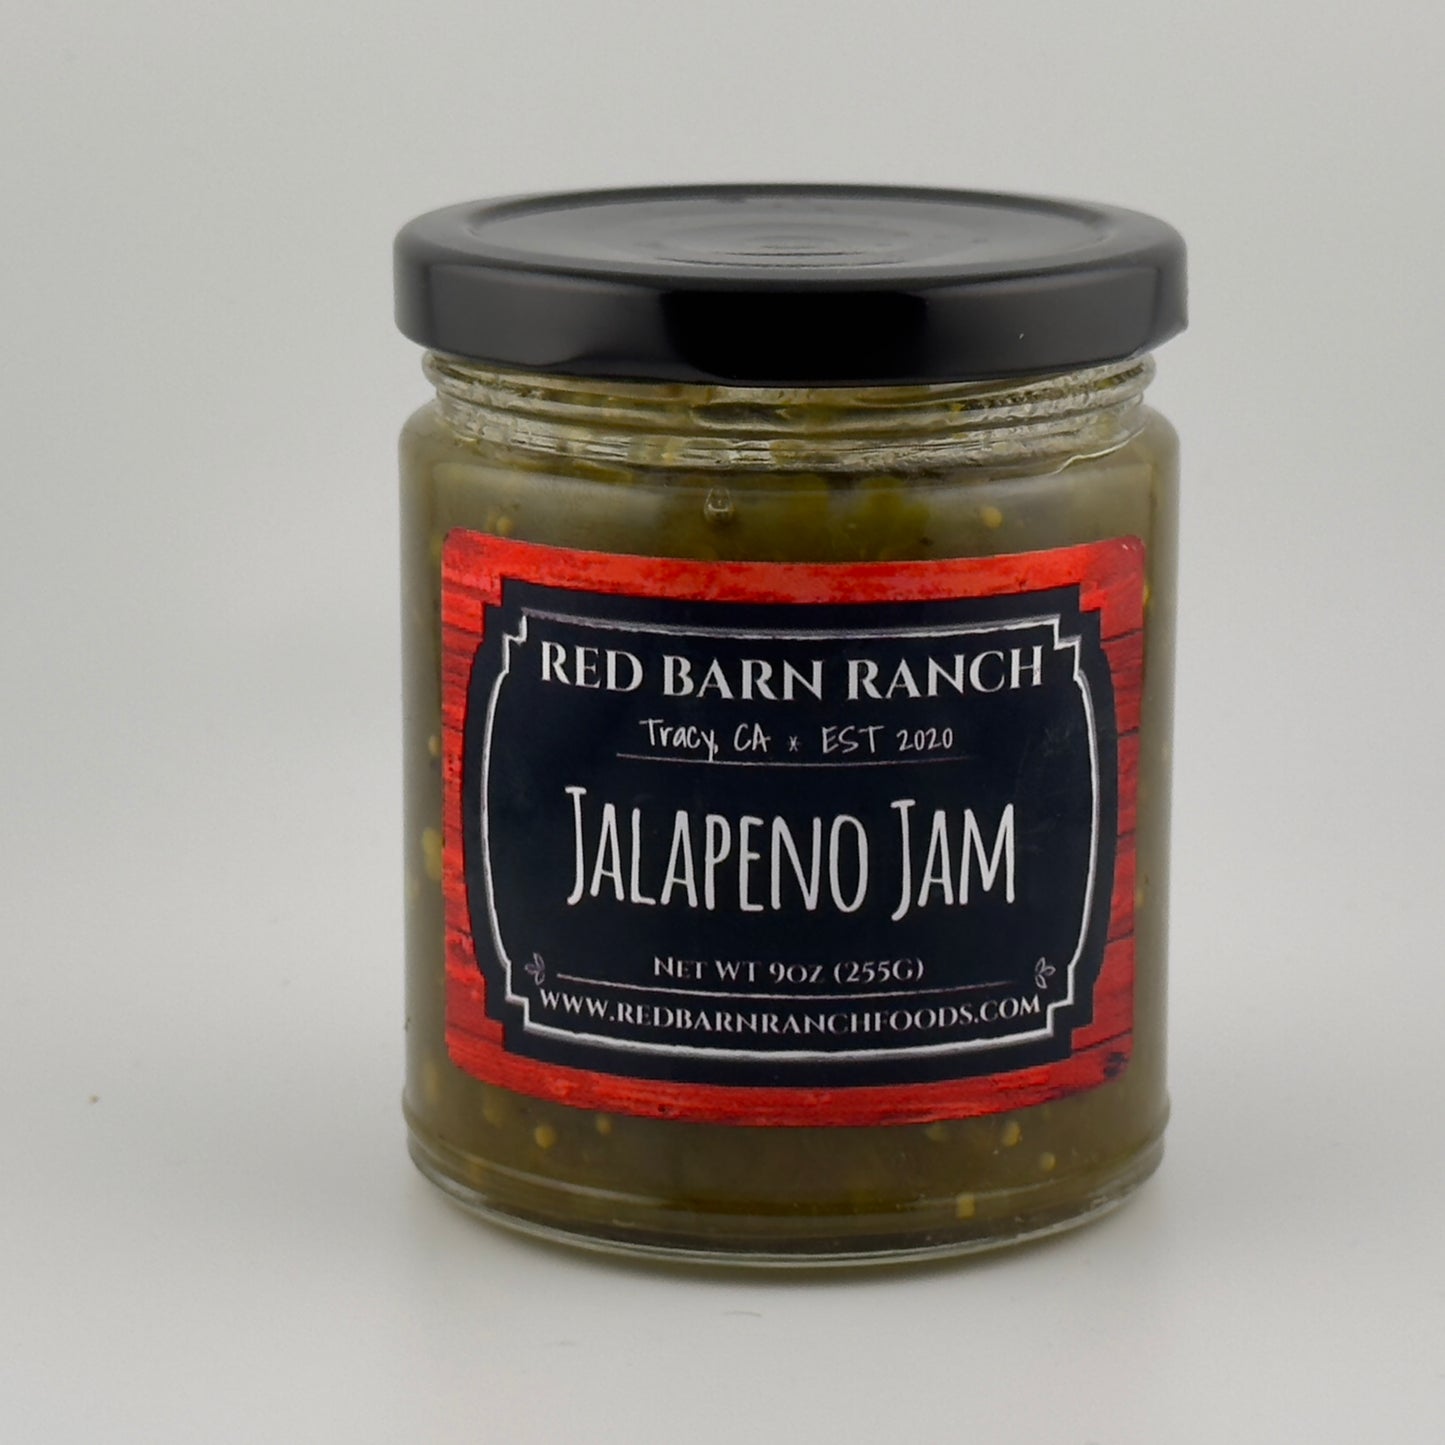 RED BARN RANCH
Tracy, CA * EST 2020
JALAPENO JAM
NET WT 9OZ (255G)
WWW.REDBARNRANCHFOODS.COM